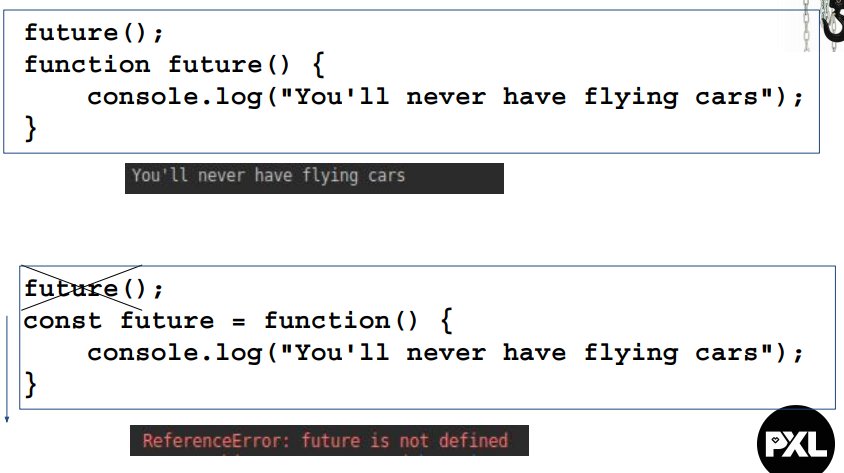 future();
function future() {
    console.log("You'll never have flying cars");
}
You'll never have flying cars
future();
const future = function() {
    console.log("You'll never have flying cars");
}
ReferenceError: future is not defined
PXL